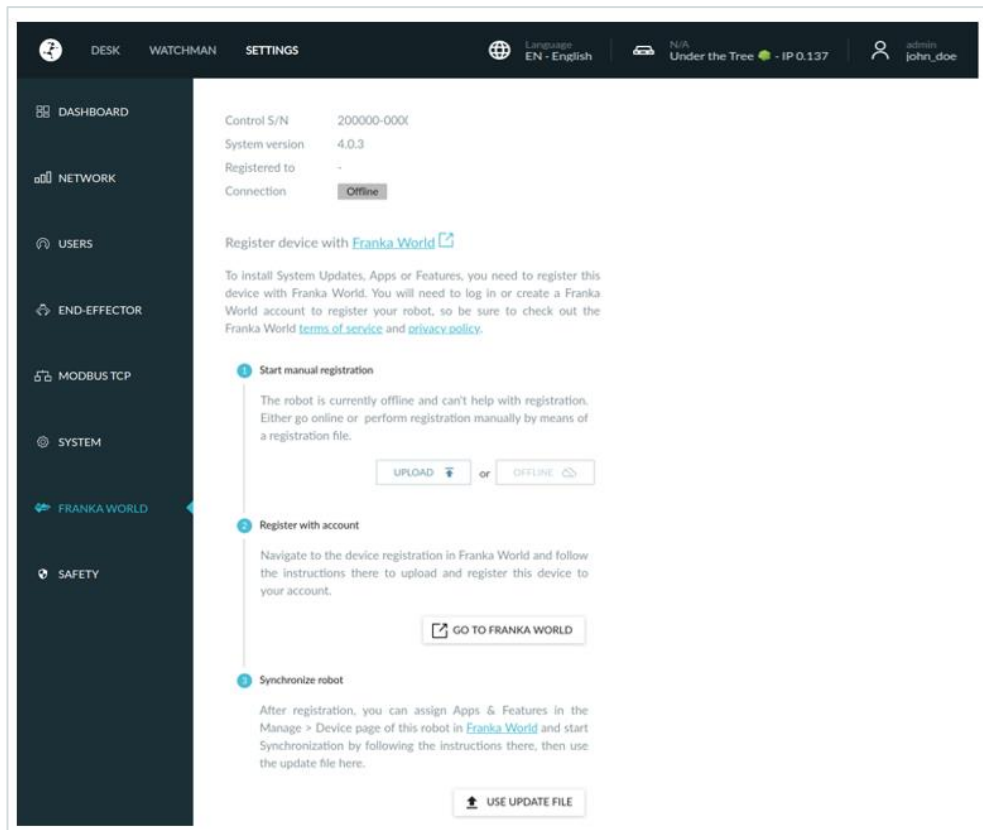 DESK WATCHMAN SETTINGS
Language
EN - English
N/A
Under the Tree - IP 0.137
admin
john_doe
DASHBOARD
NETWORK
USERS
END-EFFECTOR
MODBUS TCP
SYSTEM
FRANKA WORLD
SAFETY
Control S/N 200000-000
System version 4.0.3
Registered to -
Connection Offline
Register device with Franka World
To install System Updates, Apps or Features, you need to register this
device with Franka World. You will need to log in or create a Franka
World account to register your robot, so be sure to check out the
Franka World terms of service and privacy policy.
1 Start manual registration
The robot is currently offline and can't help with registration.
Either go online or perform registration manually by means of
a registration file.
UPLOAD or OFFLINE
2 Register with account
Navigate to the device registration in Franka World and follow
the instructions there to upload and register this device to
your account.
GO TO FRANKA WORLD
3 Synchronize robot
After registration, you can assign Apps & Features in the
Manage > Device page of this robot in Franka World and start
Synchronization by following the instructions there, then use
the update file here.
USE UPDATE FILE